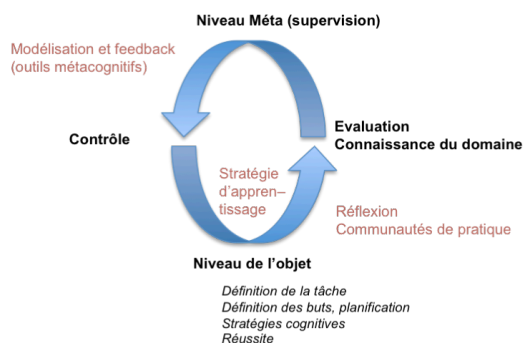 Niveau Méta (supervision)
Modélisation et feedback
(outils métacognitifs)
Contrôle
Evaluation
Connaissance du domaine
Stratégie
d'appren–
tissage
Réflexion
Communautés de pratique
Niveau de l'objet
Définition de la tâche
Définition des buts, planification
Stratégies cognitives
Réussite